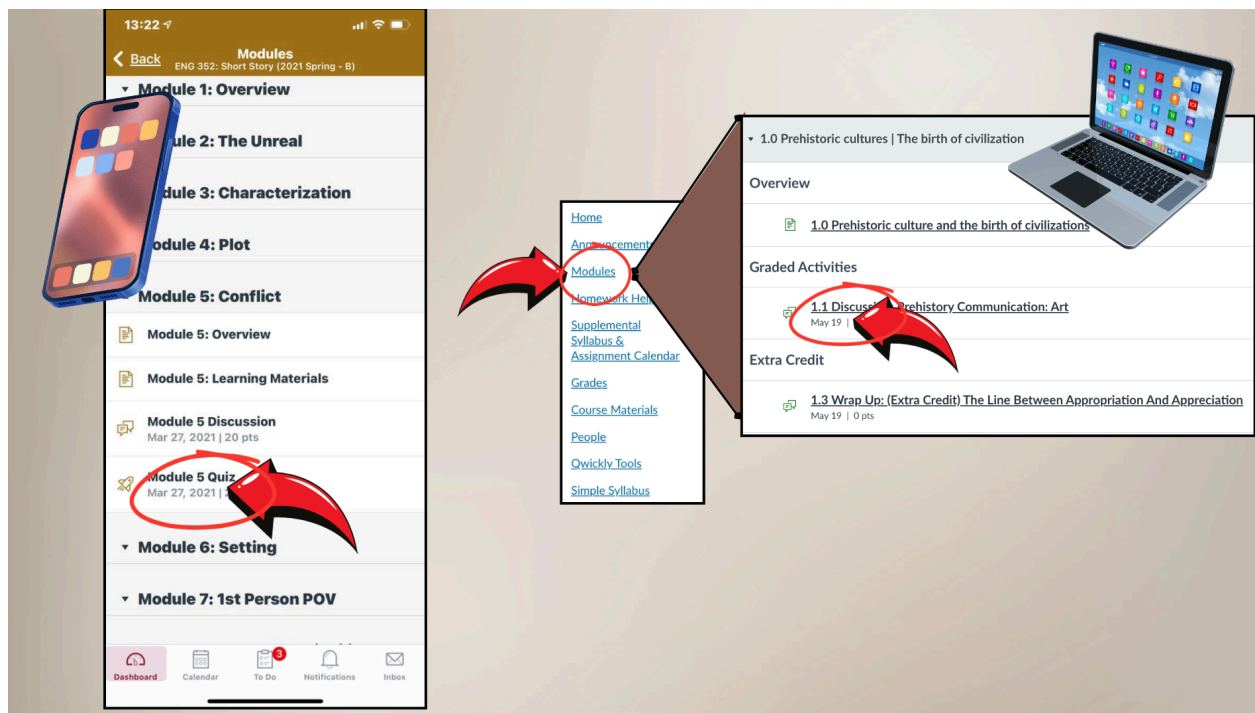 13:22
Back
Modules
ENG 352: Short Story (2021 Spring - B)
Module 1: Overview
2: The Unreal
3: Characterization
4: Plot
Module 5: Conflict
Module 5: Overview
Module 5: Learning Materials
Module 5 Discussion
Mar 27, 2021 | 20 pts
Module 5 Quiz
Mar 27, 2021 |
Module 6: Setting
Module 7: 1st Person POV
3
Dashboard
Calendar
To Do
Notifications
Inbox
Home
Announcements
Modules
Homework
Supplemental
Syllabus &
Assignment Calendar
Grades
Course Materials
People
Qwickly Tools
Simple Syllabus
1.0 Prehistoric cultures | The birth of civilization
Overview
1.0 Prehistoric culture and the birth of civilizations
Graded Activities
1.1 Discussion Prehistory Communication: Art
May 19 |
Extra Credit
1.3 Wrap Up: (Extra Credit) The Line Between Appropriation And Appreciation
May 19 | 0 pts